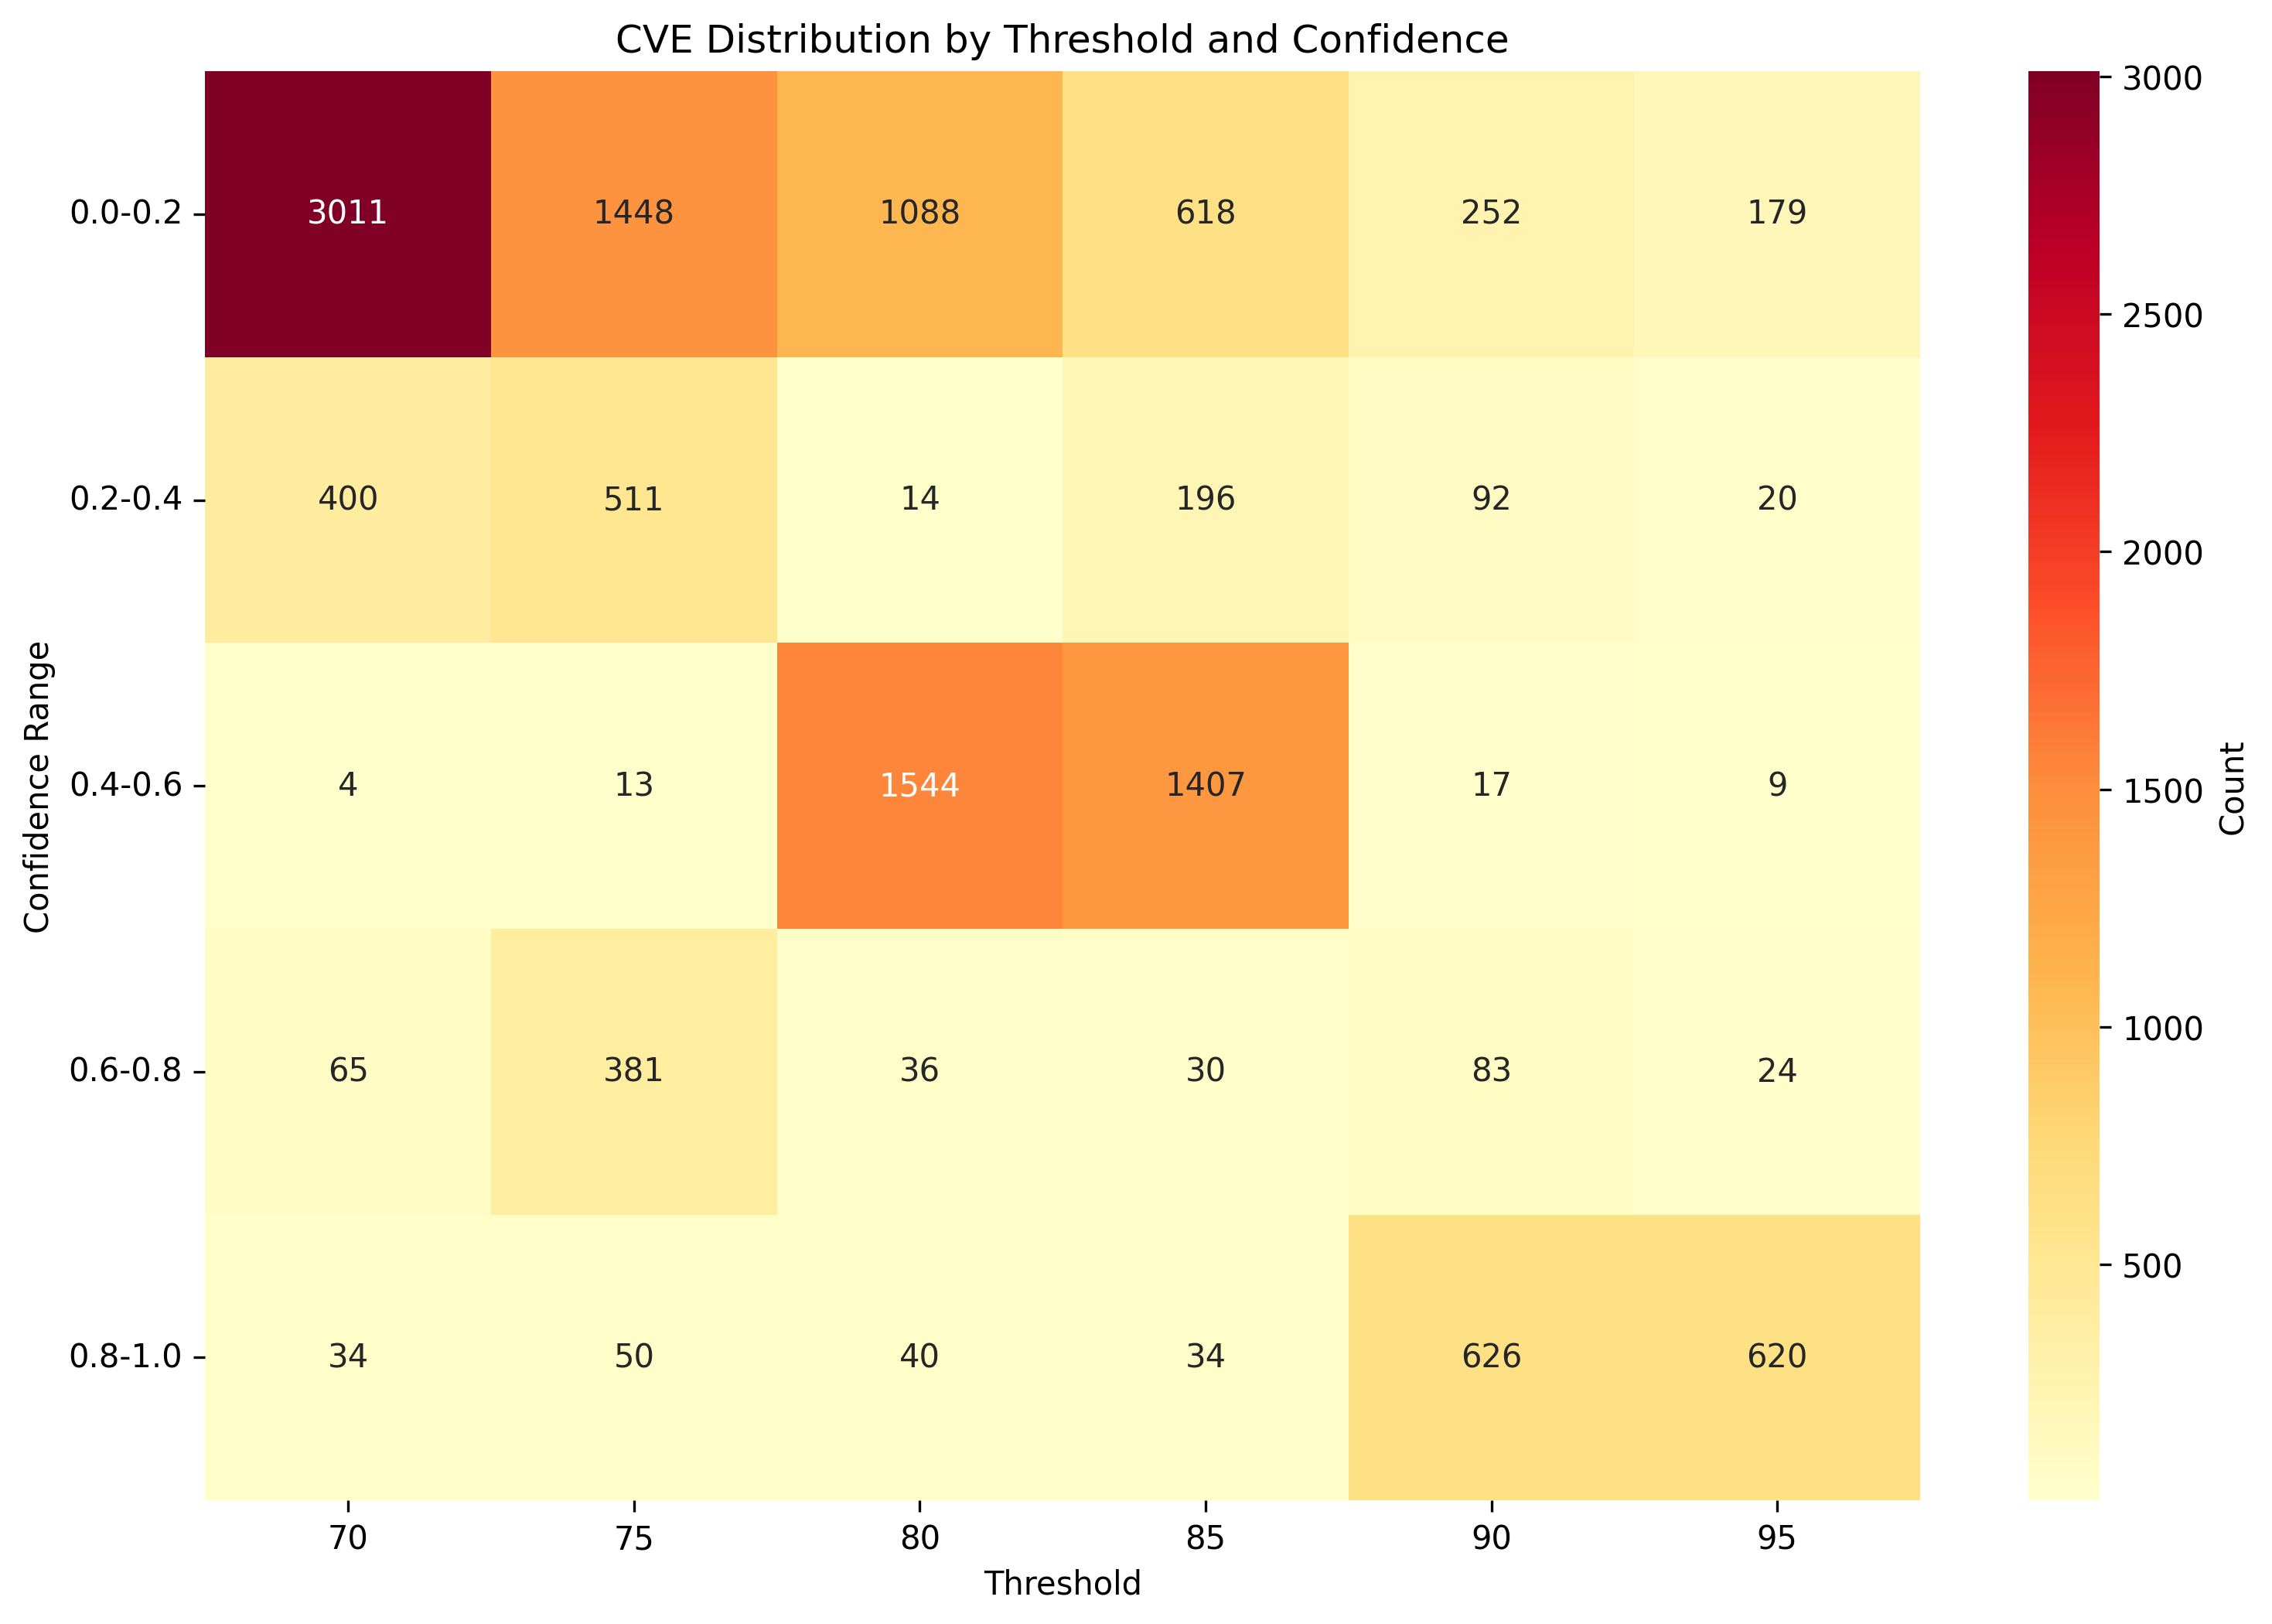 CVE Distribution by Threshold and Confidence
Confidence Range
0.0-0.2 3011 1448 1088 618 252 179
0.2-0.4 400 511 14 196 92 20
0.4-0.6 4 13 1544 1407 17 9
0.6-0.8 65 381 36 30 83 24
0.8-1.0 34 50 40 34 626 620
70 75 80 85 90 95
Threshold
3000
2500
2000
1500
1000
500
Count